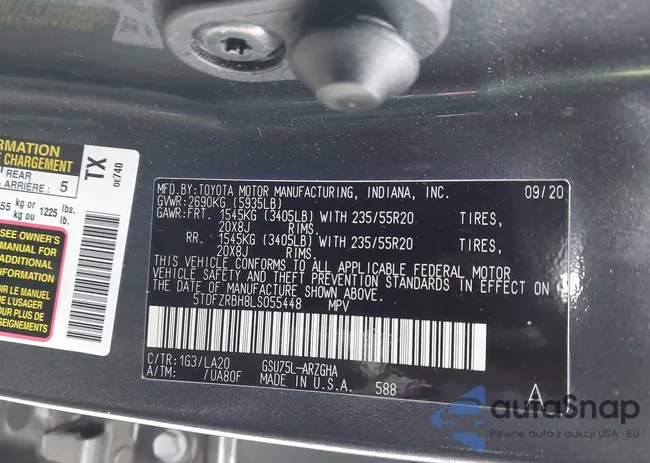 RMATION
CHARGEMENT
REAR
ARRIÈRE: 5
TX
0E740
kg or 1225 lbs.
kg ou lb.
SEE OWNER'S
MANUAL FOR
ADDITIONAL
INFORMATION
VOIR LE MANUEL
DE L'USAGER
MFD.BY: TOYOTA MOTOR MANUFACTURING, INDIANA, INC. 09/20
GVWR: 2690KG (5935LB)
GAWR: FRT. 1545KG (3405LB) WITH 235/55R20 TIRES,
20X8J RIMS.
RR. 1545KG (3405LB) WITH 235/55R20 TIRES,
20X8J RIMS.
THIS VEHICLE CONFORMS TO ALL APPLICABLE FEDERAL MOTOR
VEHICLE SAFETY AND THEFT PREVENTION STANDARDS IN EFFECT ON
THE DATE OF MANUFACTURE SHOWN ABOVE.
5TDFZRBH8LS055448 MPV
C/TR: 1G3/LA20 GSU75L-ARZGHA
A/TM: /UA80F MADE IN U.S.A. 588 A
autoSnap
Pewne auto z aukcji USA i EU